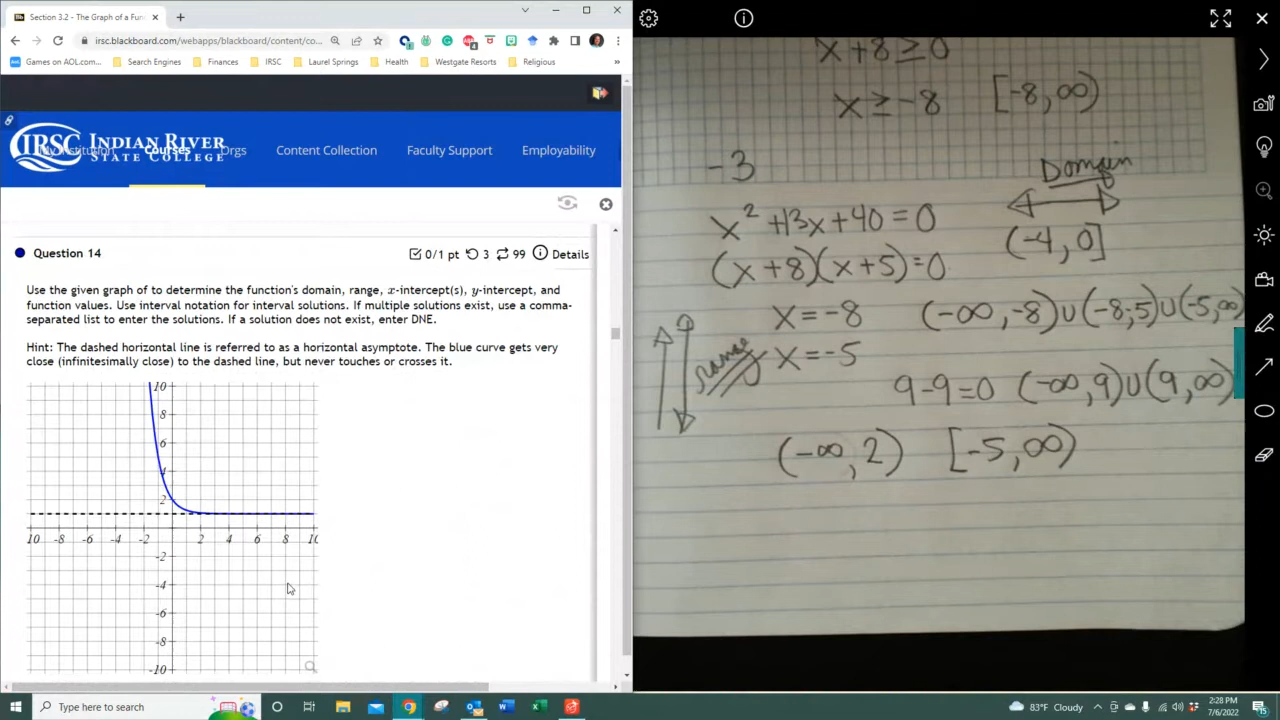 Section 3.2 - The Graph of a Fun
irsc.blackboard.com/webapps/blackboard/content/co...
Games on AOL.com...
Search Engines
Finances
IRSC
Laurel Springs
Health
Westgate Resorts
Religious
IRSC INDIAN RIVER
STATE COLLEGE
My Institution
Courses
Orgs
Content Collection
Faculty Support
Employability
Question 14
0/1 pt 3 99 Details
Use the given graph of to determine the function's domain, range, x-intercept(s), y-intercept, and
function values. Use interval notation for interval solutions. If multiple solutions exist, use a comma-
separated list to enter the solutions. If a solution does not exist, enter DNE.
Hint: The dashed horizontal line is referred to as a horizontal asymptote. The blue curve gets very
close (infinitesimally close) to the dashed line, but never touches or crosses it.
10
8
6
4
2
10 -8 -6 -4 -2 2 4 6 8 10
-2
-4
-6
-8
-10
x+8≥0
x≥-8 [-8,∞)
-3
Domain
x²+13x+40=0
(-4,0]
(x+8)(x+5)=0
x=-8 (-∞,-8)∪(-8,-5)∪(-5,∞)
range
x=-5
9-9=0 (-∞,9)∪(9,∞)
(-∞,2) [-5,∞)
Type here to search
83°F Cloudy
2:28 PM
7/6/2022